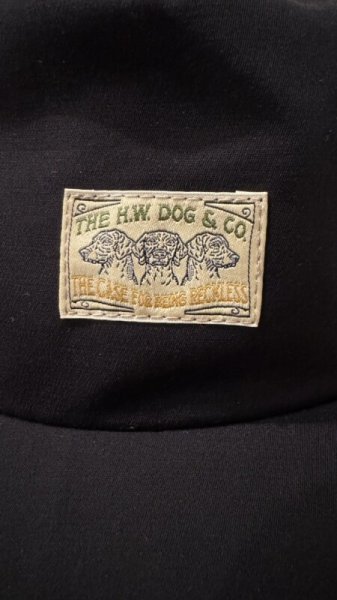 THE H.W. DOG & CO.
THE CASE FOR BEING RECKLESS